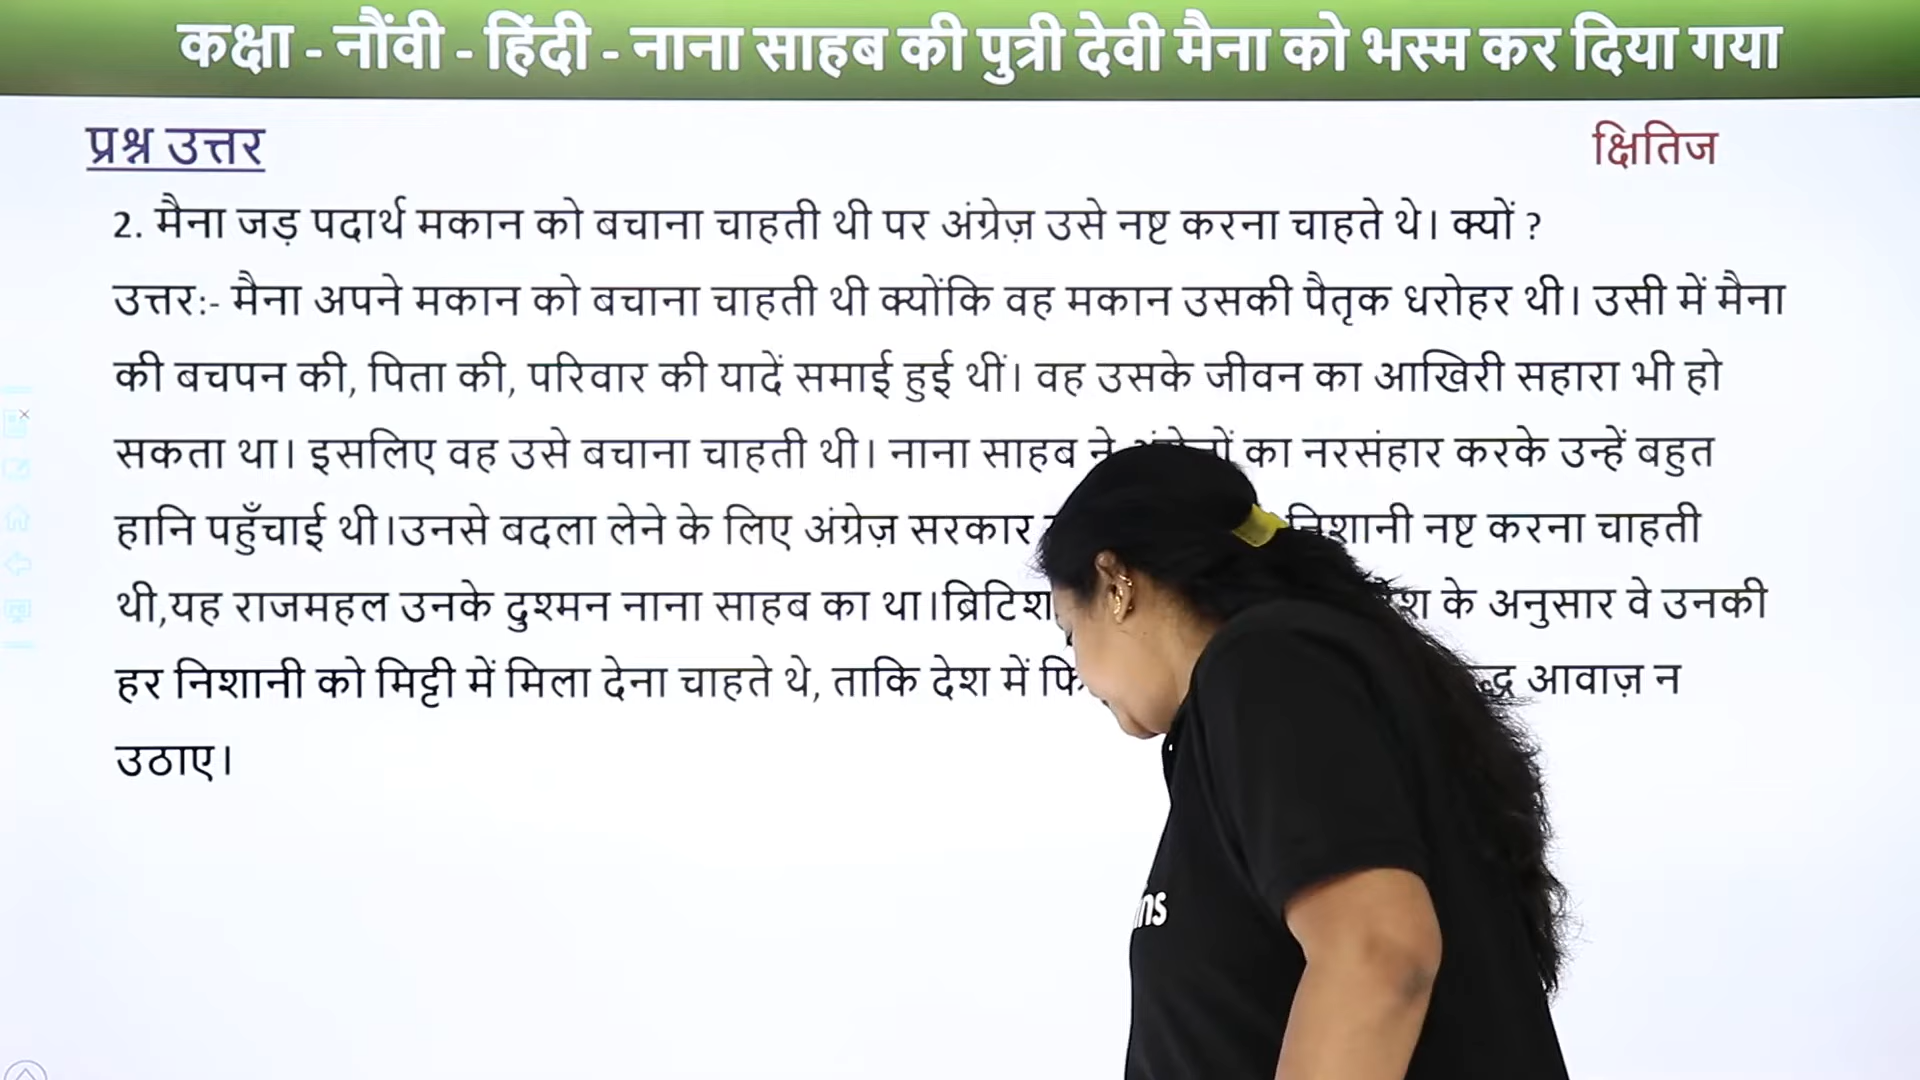 कक्षा - नौंवी - हिंदी - नाना साहब की पुत्री देवी मैना को भस्म कर दिया गया
प्रश्न उत्तर
क्षितिज
2. मैना जड़ पदार्थ मकान को बचाना चाहती थी पर अंग्रेज़ उसे नष्ट करना चाहते थे। क्यों ?
उत्तर:- मैना अपने मकान को बचाना चाहती थी क्योंकि वह मकान उसकी पैतृक धरोहर थी। उसी में मैना
की बचपन की, पिता की, परिवार की यादें समाई हुई थीं। वह उसके जीवन का आखिरी सहारा भी हो
सकता था। इसलिए वह उसे बचाना चाहती थी। नाना साहब ने का नरसंहार करके उन्हें बहुत
हानि पहुँचाई थी।उनसे बदला लेने के लिए अंग्रेज़ सरकार निशानी नष्ट करना चाहती
थी,यह राजमहल उनके दुश्मन नाना साहब का था।ब्रिटिश के अनुसार वे उनकी
हर निशानी को मिट्टी में मिला देना चाहते थे, ताकि देश में आवाज़ न
उठाए।